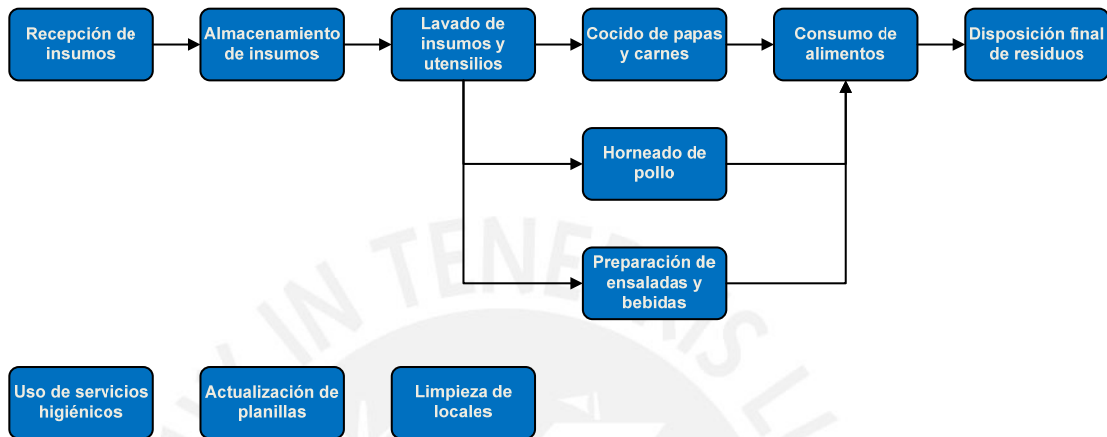 Recepción de
insumos
Almacenamiento
de insumos
Lavado de
insumos y
utensilios
Cocido de papas
y carnes
Consumo de
alimentos
Disposición final
de residuos
Horneado de
pollo
Preparación de
ensaladas y
bebidas
IN TENEBRIS L
Uso de servicios
higiénicos
Actualización de
planillas
Limpieza de
locales